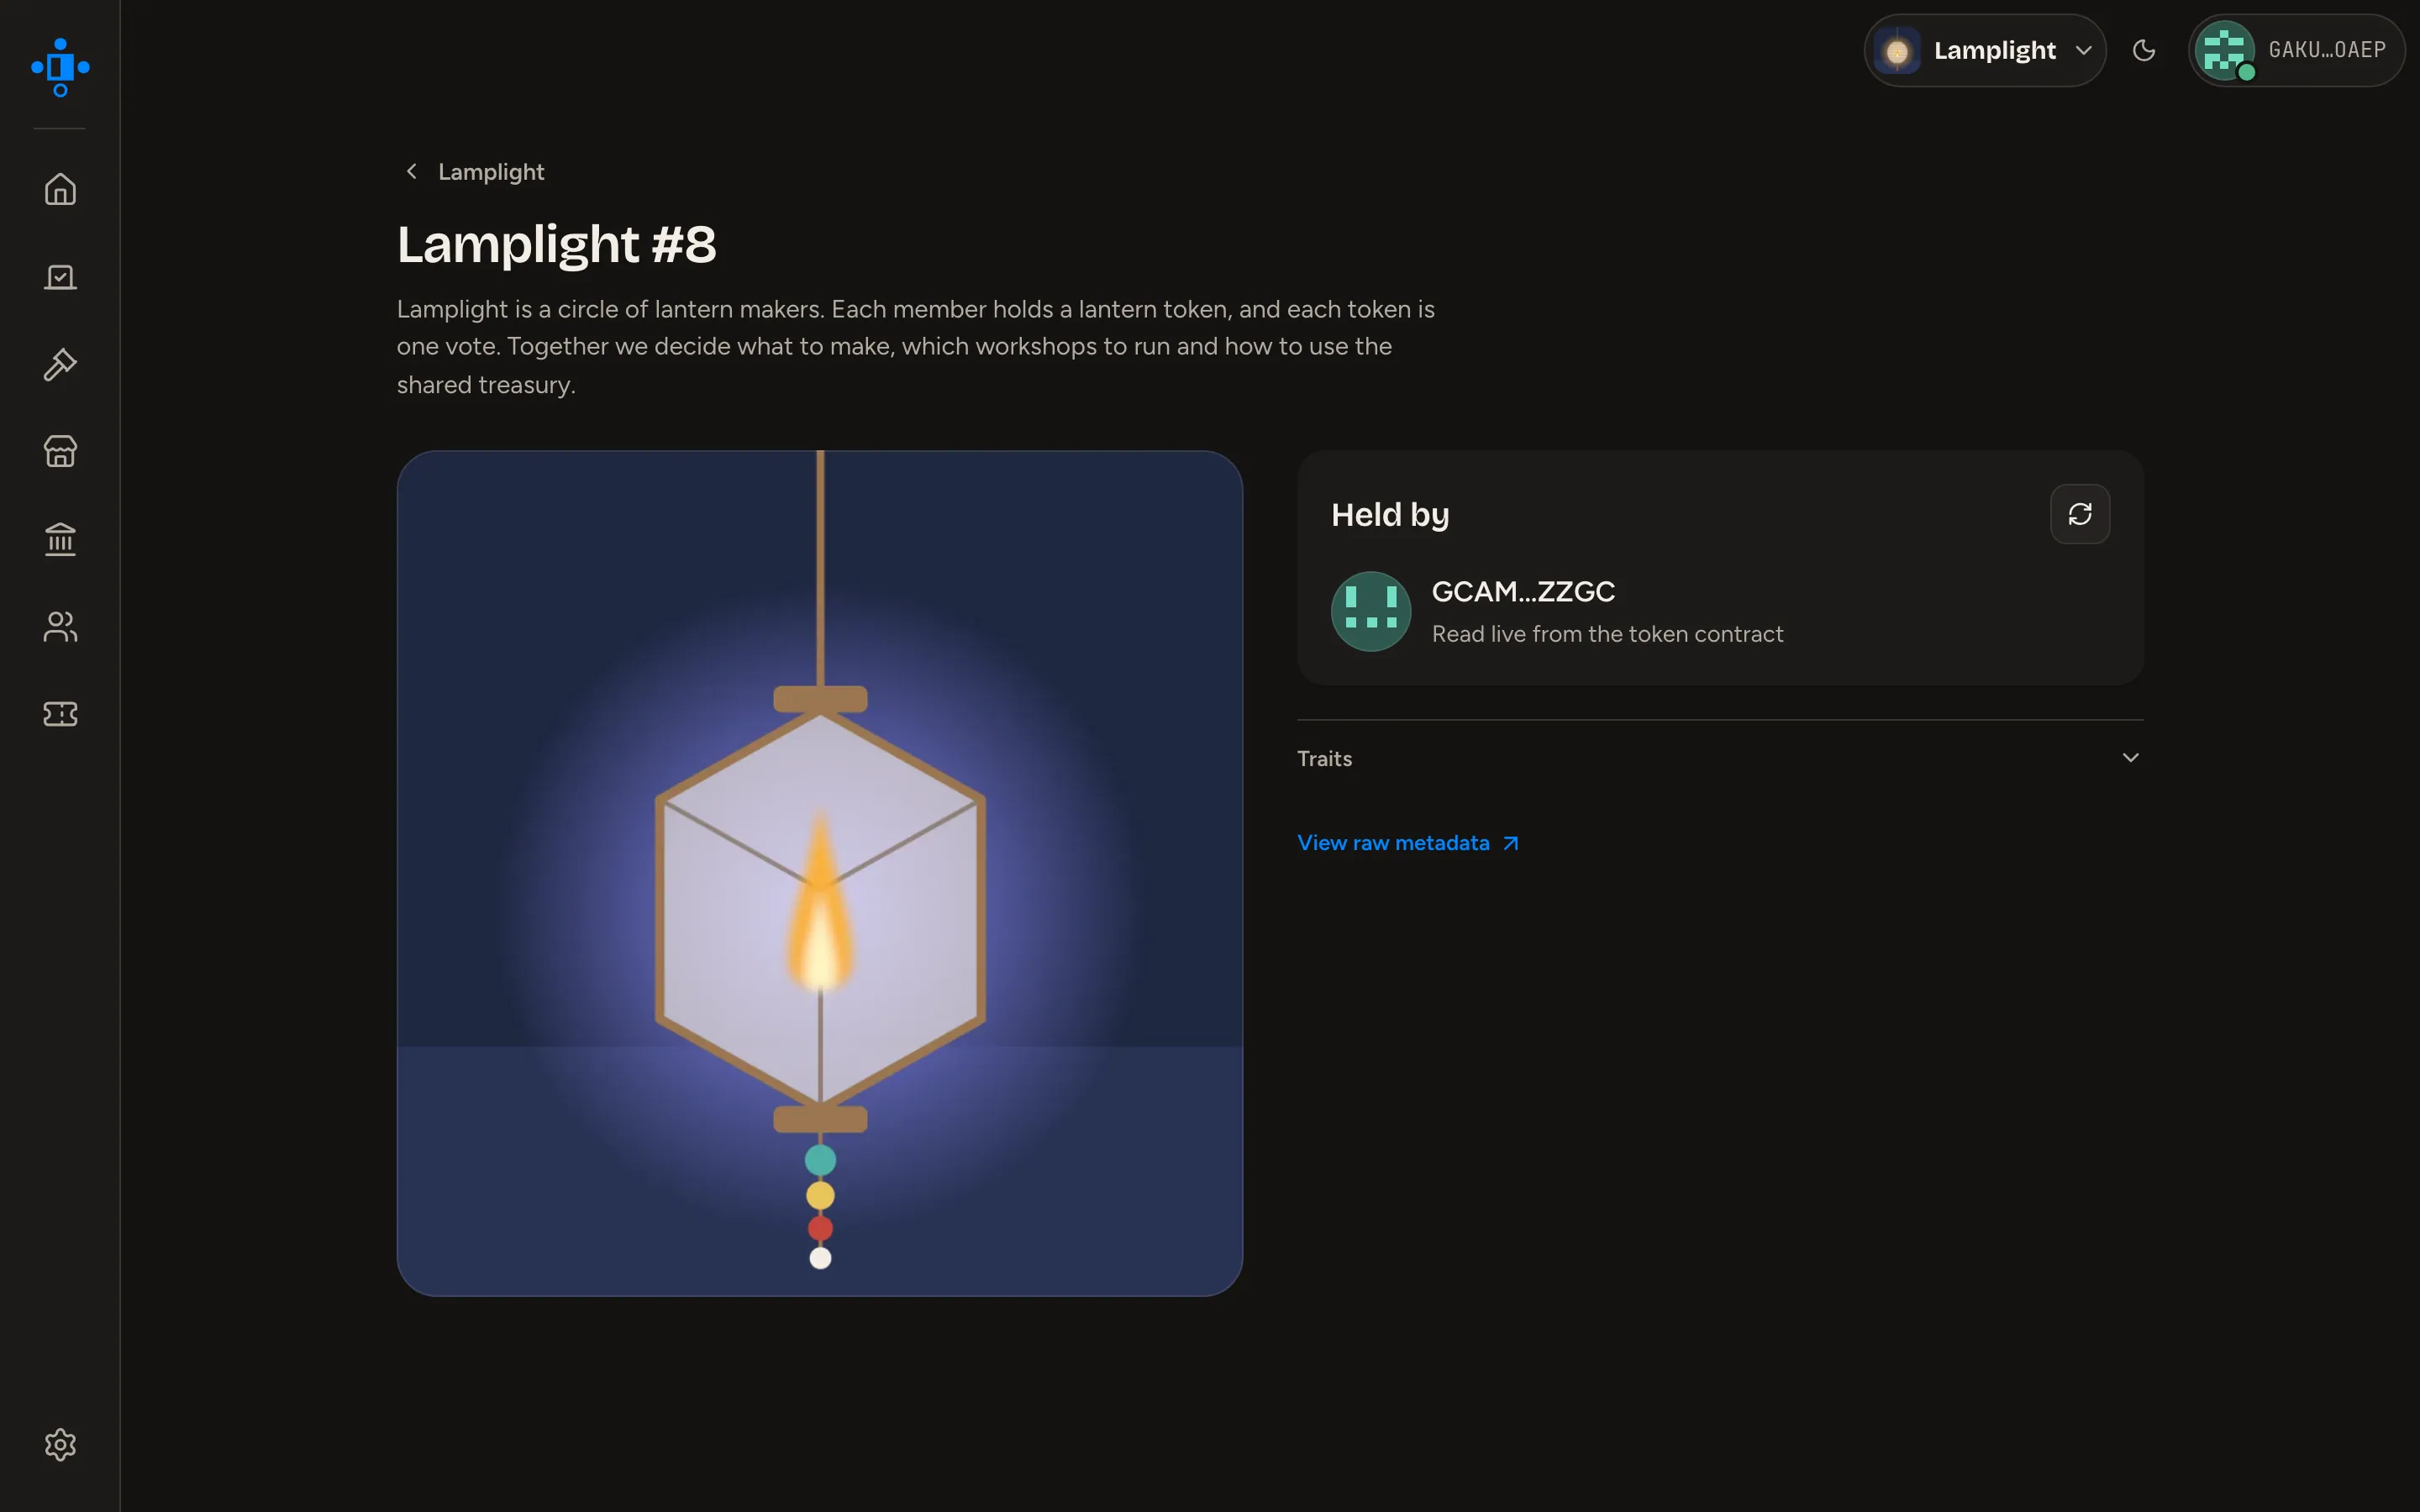 Lamplight
GAKU...OAEP
Lamplight
Lamplight #8
Lamplight is a circle of lantern makers. Each member holds a lantern token, and each token is
one vote. Together we decide what to make, which workshops to run and how to use the
shared treasury.
Held by
GCAM...ZZGC
Read live from the token contract
Traits
View raw metadata